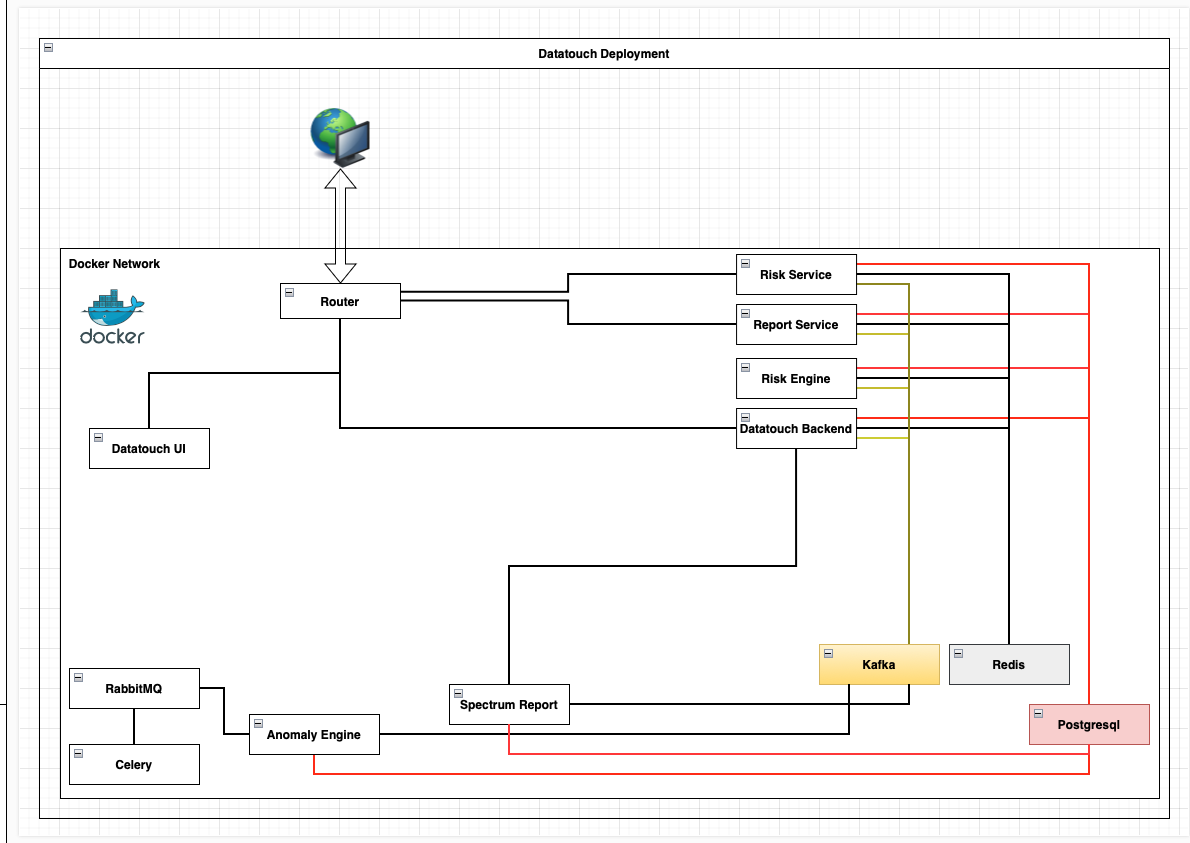 Datatouch Deployment
Docker Network
docker
Router
Risk Service
Report Service
Risk Engine
Datatouch Backend
Datatouch UI
Kafka
Redis
RabbitMQ
Spectrum Report
Postgresql
Anomaly Engine
Celery